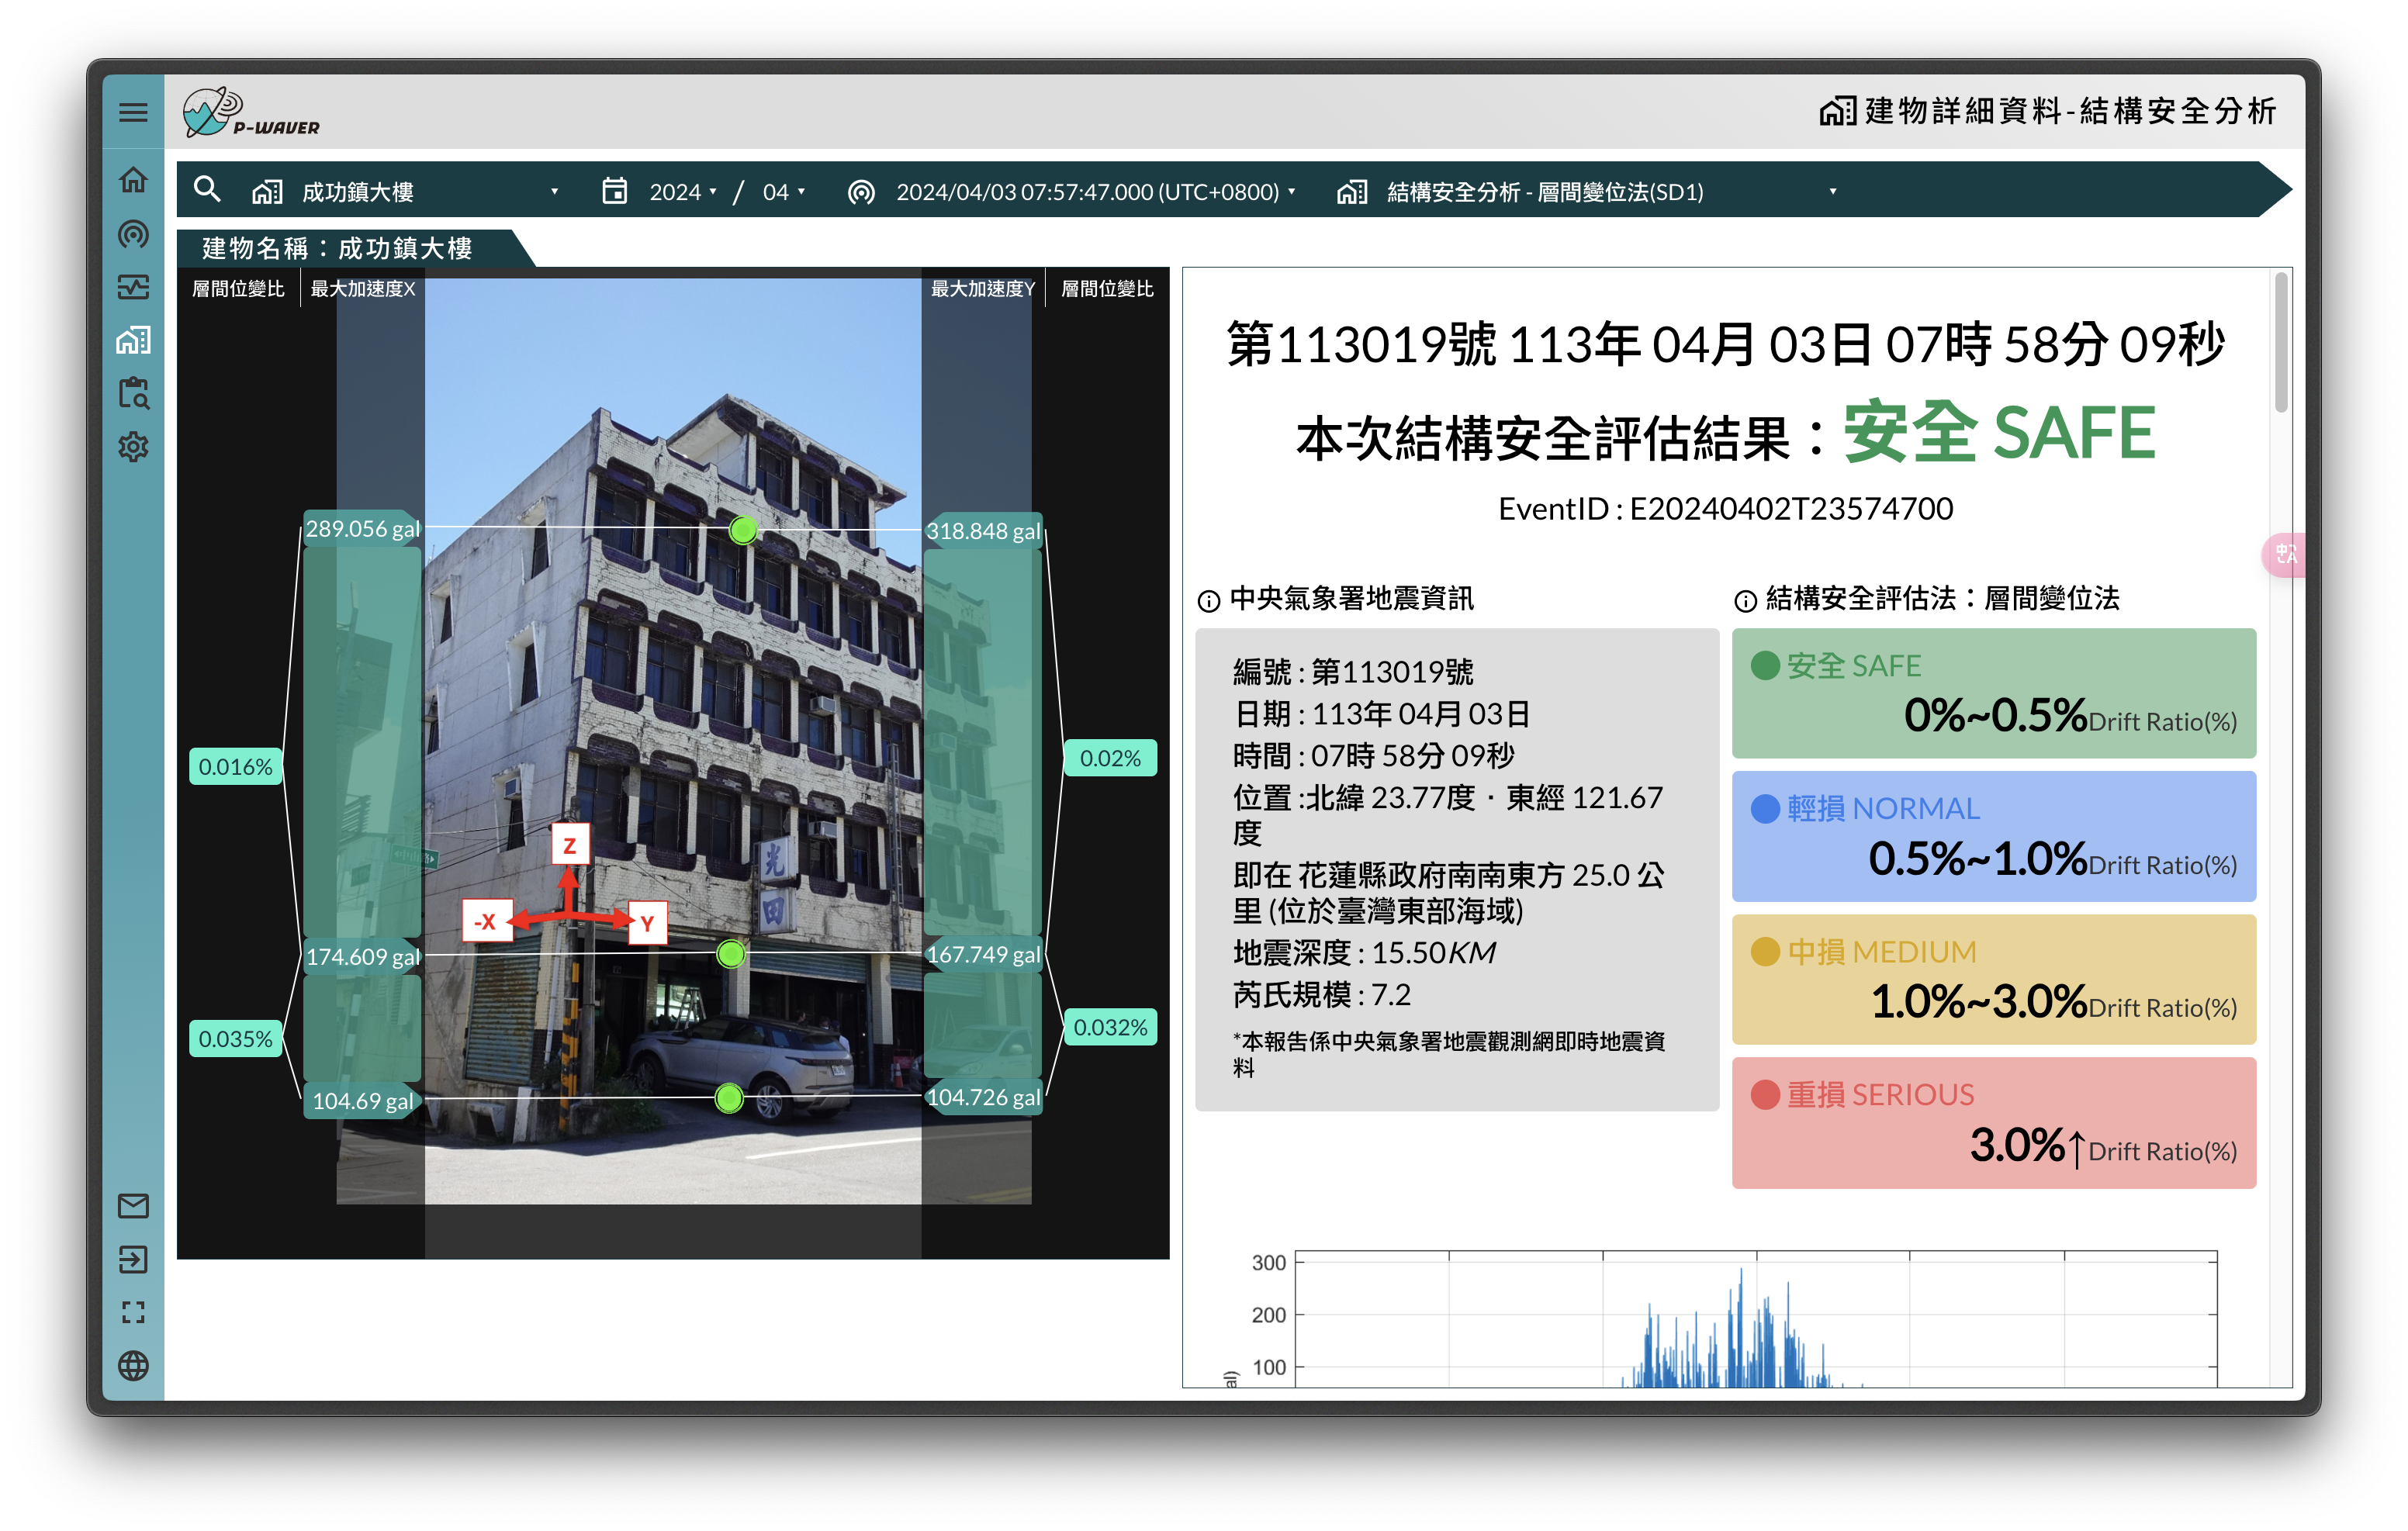 P-WAVER
建物詳細資料-結構安全分析
成功鎮大樓
2024 / 04
2024/04/03 07:57:47.000 (UTC+0800)
結構安全分析 - 層間變位法(SD1)
建物名稱：成功鎮大樓
層間位變比 最大加速度X 最大加速度Y 層間位變比
289.056 gal 318.848 gal
0.016% 0.02%
Z
-X Y
光田
174.609 gal 167.749 gal
0.035% 0.032%
104.69 gal 104.726 gal
第113019號 113年 04月 03日 07時 58分 09秒
本次結構安全評估結果：安全 SAFE
EventID : E20240402T23574700
中央氣象署地震資訊
編號 : 第113019號
日期 : 113年 04月 03日
時間 : 07時 58分 09秒
位置 :北緯 23.77度‧東經 121.67
度
即在 花蓮縣政府南南東方 25.0 公
里 (位於臺灣東部海域)
地震深度 : 15.50KM
芮氏規模 : 7.2
*本報告係中央氣象署地震觀測網即時地震資
料
結構安全評估法：層間變位法
安全 SAFE
0%~0.5%Drift Ratio(%)
輕損 NORMAL
0.5%~1.0%Drift Ratio(%)
中損 MEDIUM
1.0%~3.0%Drift Ratio(%)
重損 SERIOUS
3.0%↑Drift Ratio(%)
中A
300
200
100
al)